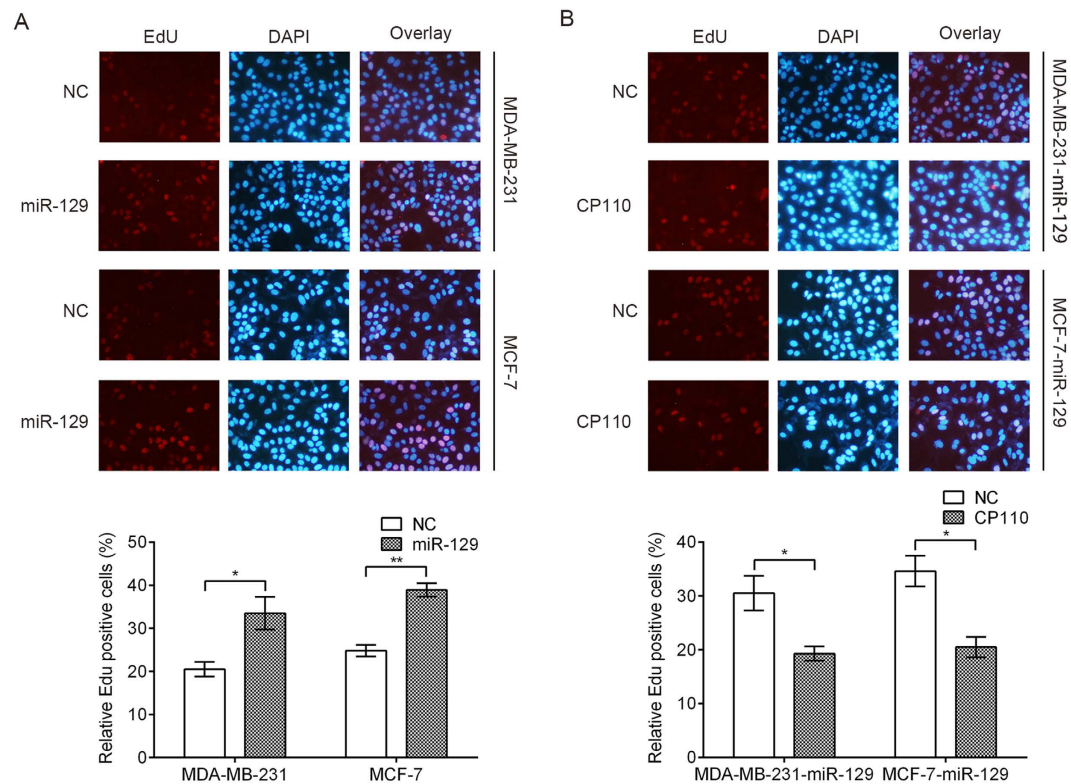 A
EdU DAPI Overlay
NC
miR-129
MDA-MB-231
NC
miR-129
MCF-7
NC
miR-129
Relative Edu positive cells (%)
50
40
30
20
10
0
*
**
MDA-MB-231 MCF-7
B
EdU DAPI Overlay
NC
CP110
MDA-MB-231-miR-129
NC
CP110
MCF-7-miR-129
NC
CP110
Relative Edu positive cells (%)
40
30
20
10
0
*
*
MDA-MB-231-miR-129 MCF-7-miR-129